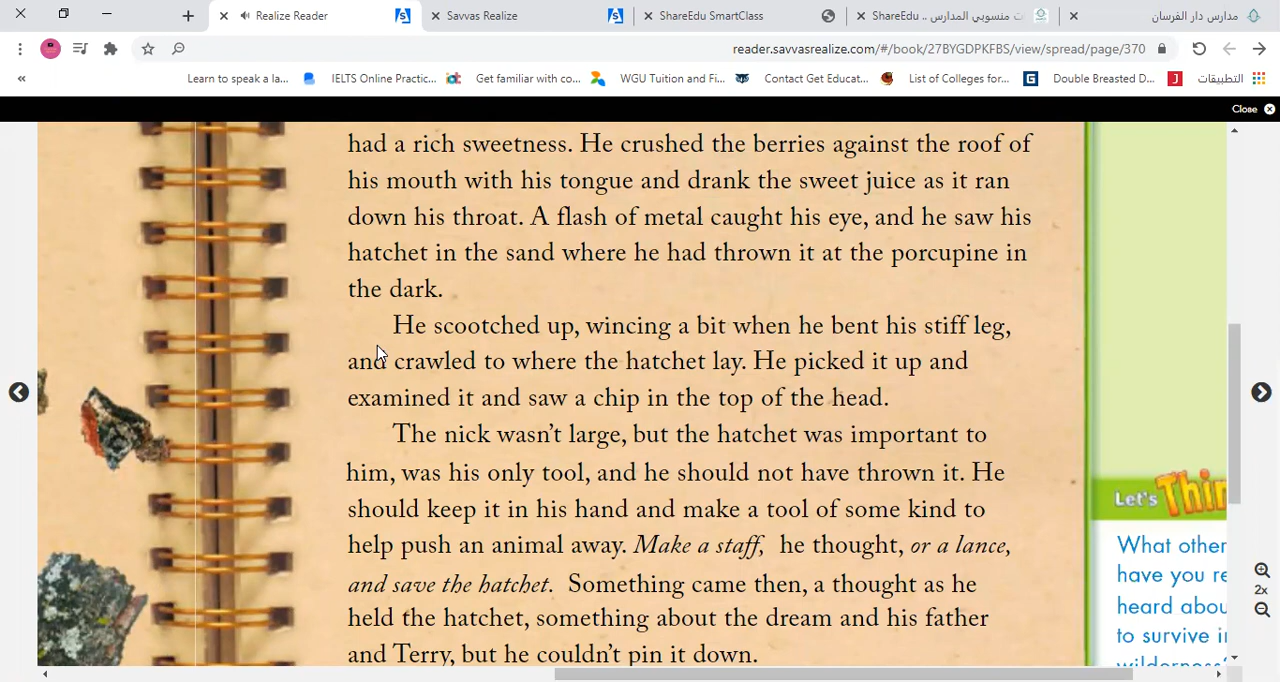 Realize Reader
Savvas Realize
ShareEdu SmartClass
ت منسوبي المدارس .. ShareEdu
مدارس دار الفرسان
reader.savvasrealize.com/#/book/27BYGDPKFBS/view/spread/page/370
Learn to speak a la...
IELTS Online Practic...
Get familiar with co...
WGU Tuition and Fi...
Contact Get Educat...
List of Colleges for...
Double Breasted D...
التطبيقات
Close
had a rich sweetness. He crushed the berries against the roof of
his mouth with his tongue and drank the sweet juice as it ran
down his throat. A flash of metal caught his eye, and he saw his
hatchet in the sand where he had thrown it at the porcupine in
the dark.
He scootched up, wincing a bit when he bent his stiff leg,
and crawled to where the hatchet lay. He picked it up and
examined it and saw a chip in the top of the head.
The nick wasn't large, but the hatchet was important to
him, was his only tool, and he should not have thrown it. He
should keep it in his hand and make a tool of some kind to
help push an animal away. Make a staff, he thought, or a lance,
and save the hatchet. Something came then, a thought as he
held the hatchet, something about the dream and his father
and Terry, but he couldn't pin it down.
Let's Thin
What other
have you re
heard abou
to survive i
wilderness?
2x